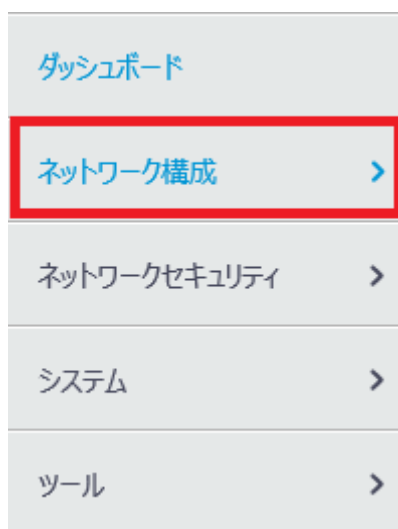 ダッシュボード
ネットワーク構成
ネットワークセキュリティ
システム
ツール